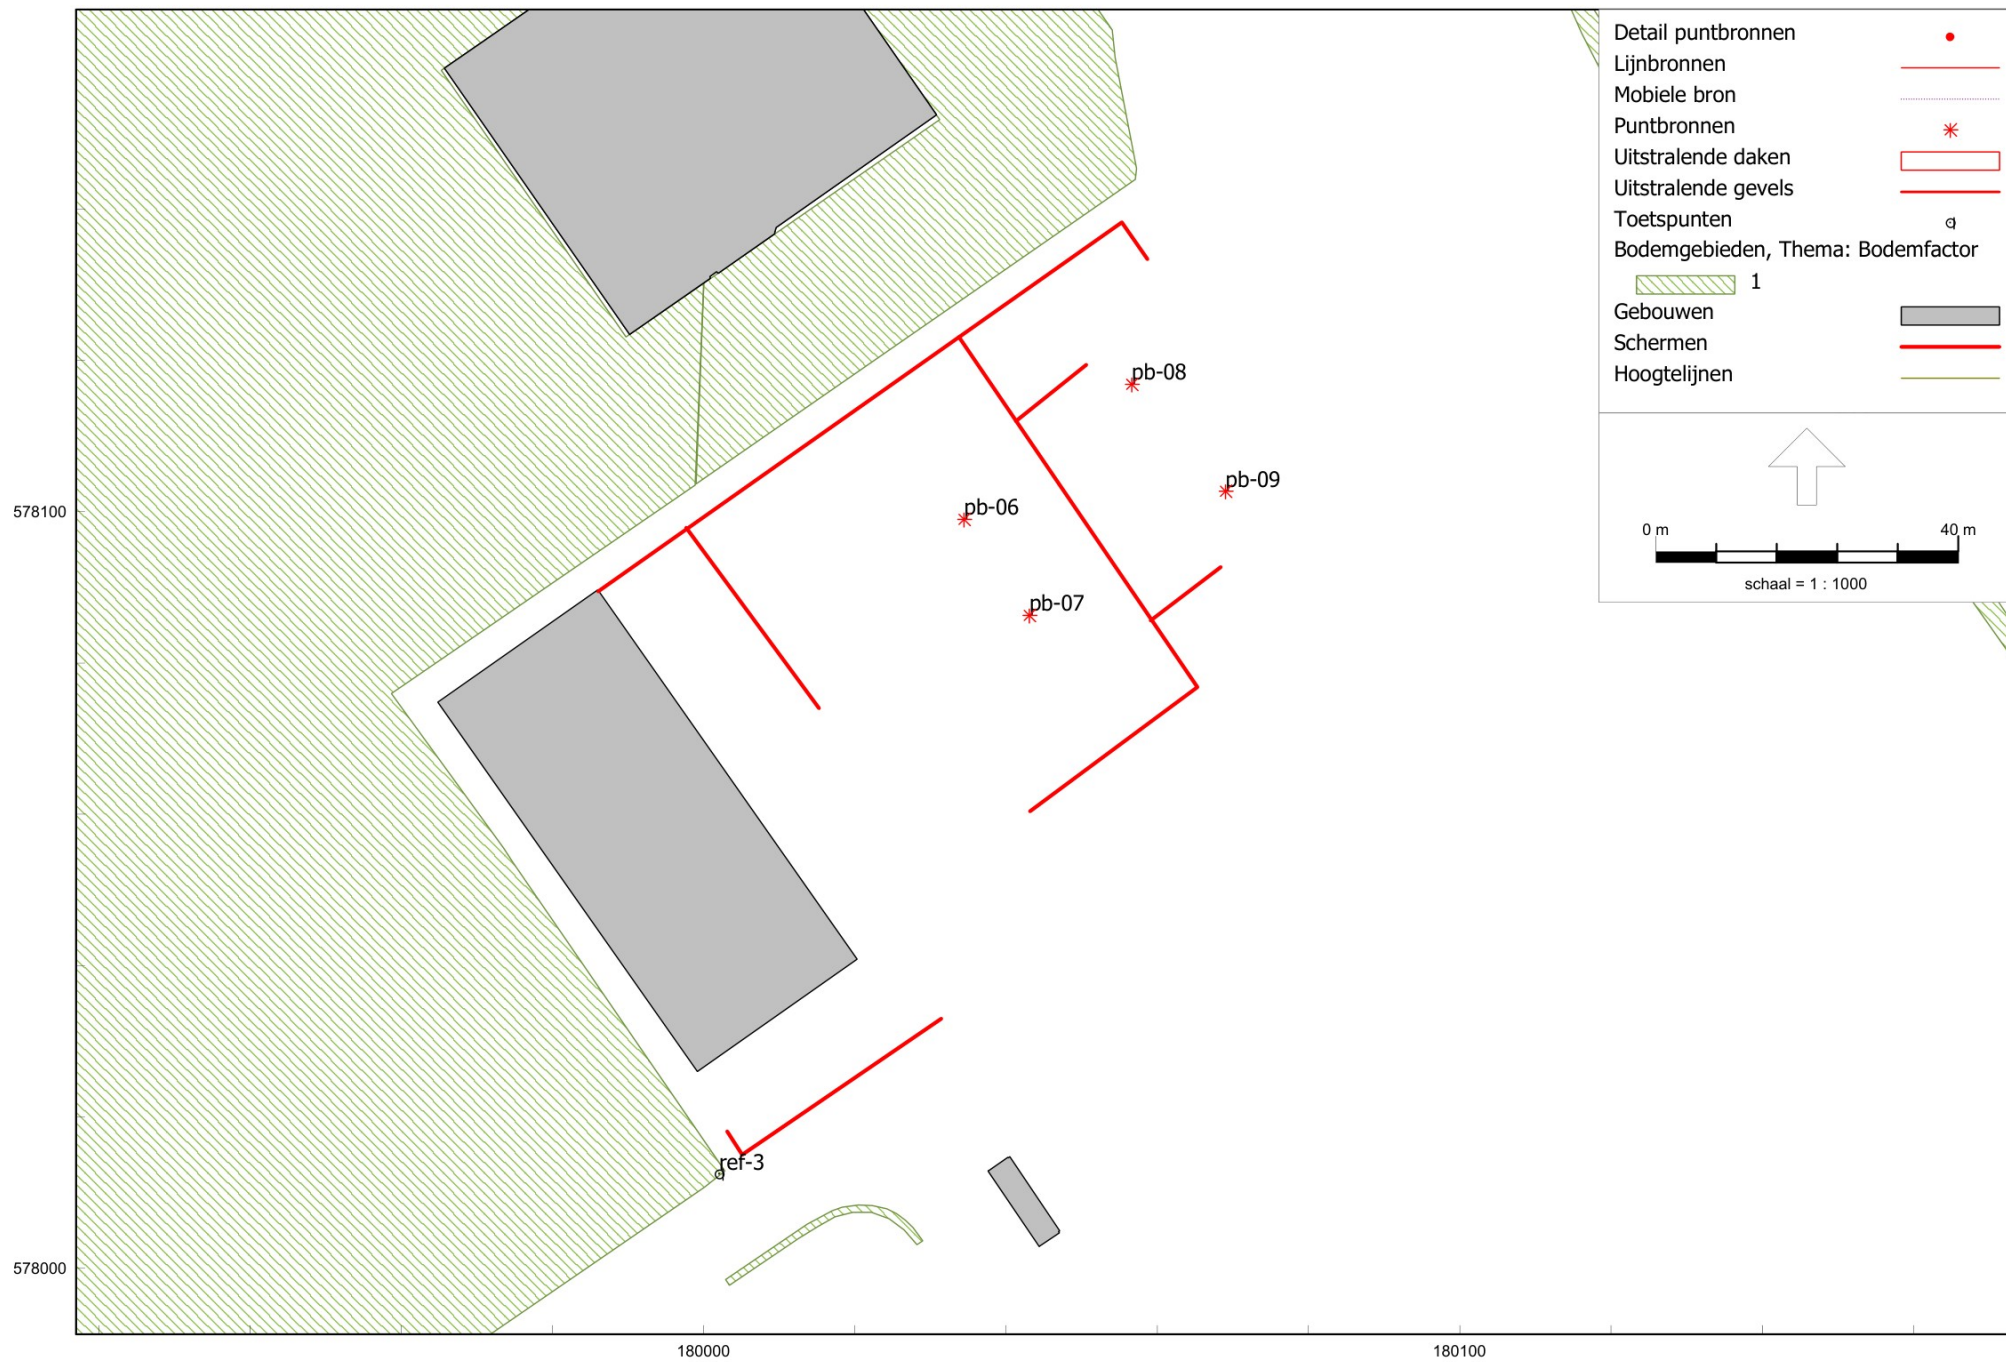 Detail puntbronnen
Lijnbronnen
Mobiele bron
Puntbronnen
Uitstralende daken
Uitstralende gevels
Toetspunten
Bodemgebieden, Thema: Bodemfactor
1
Gebouwen
Schermen
Hoogtelijnen
0 m 40 m
schaal = 1 : 1000
pb-08
pb-09
pb-06
pb-07
ref-3
578100
578000
180000 180100